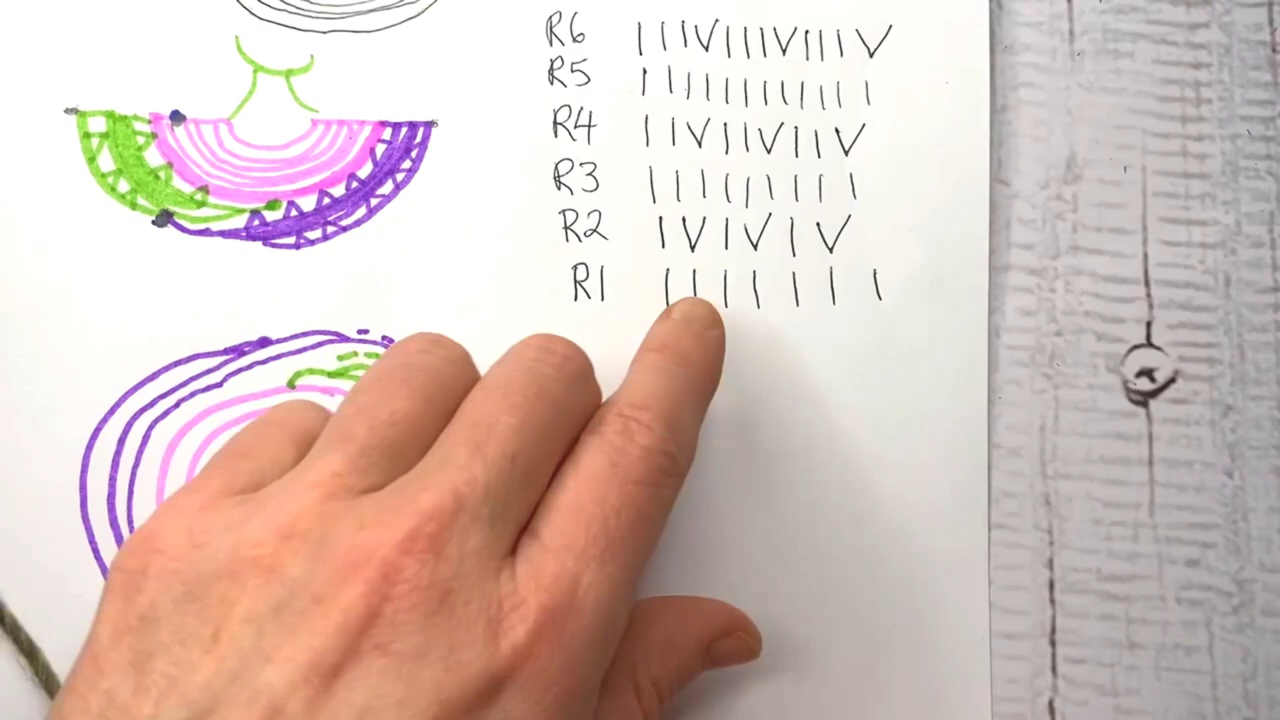 R6 | | | V | | | V | | | V
R5 | | | | | | | | | | | |
R4 | | V | | V | | V
R3 | | | | | | | | |
R2 | V | V | V
R1 | | | | | | |